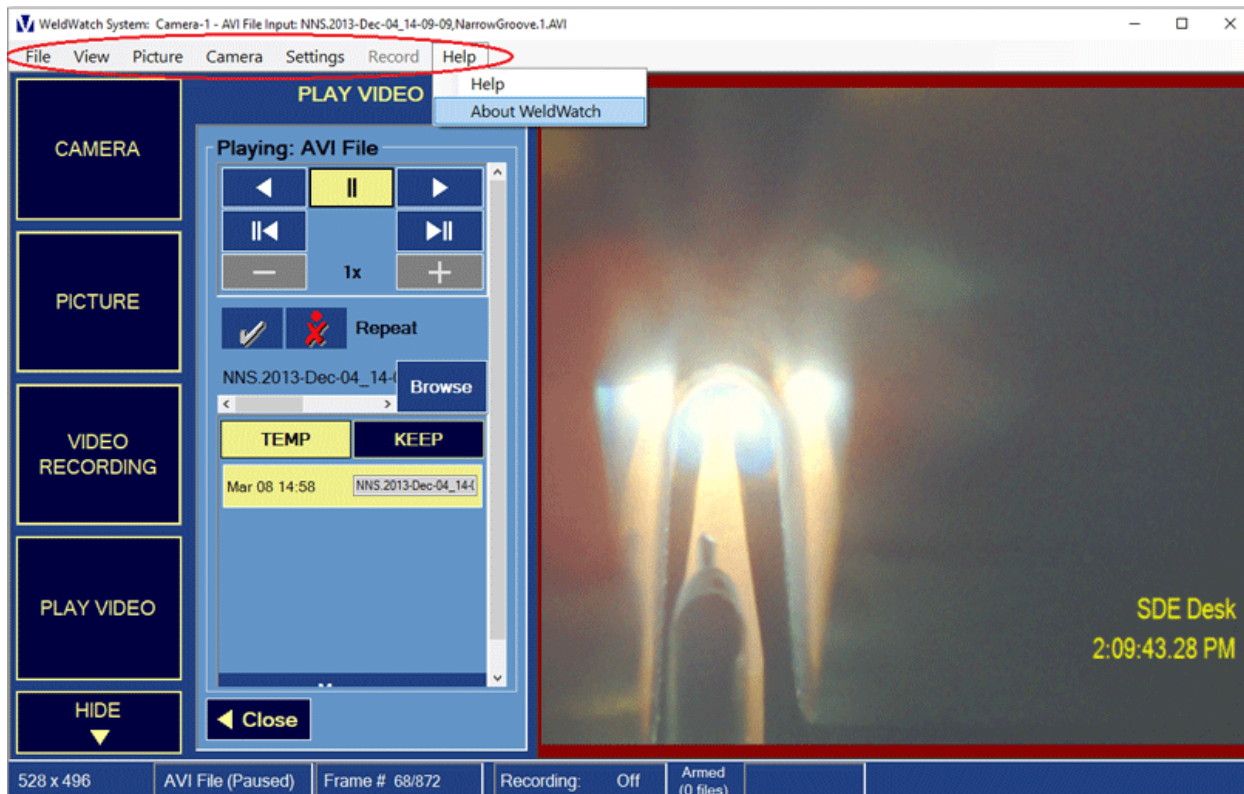 WeldWatch System: Camera-1 - AVI File Input: NNS.2013-Dec-04_14-09-09,NarrowGroove.1.AVI
File View Picture Camera Settings Record Help
Help
About WeldWatch
PLAY VIDEO
CAMERA
PICTURE
VIDEO
RECORDING
PLAY VIDEO
HIDE
Playing: AVI File
1x
Repeat
NNS.2013-Dec-04_14-
Browse
TEMP KEEP
Mar 08 14:58 NNS.2013-Dec-04_14-
Close
SDE Desk
2:09:43.28 PM
528 x 496 AVI File (Paused) Frame # 68/872 Recording: Off Armed
(0 files)